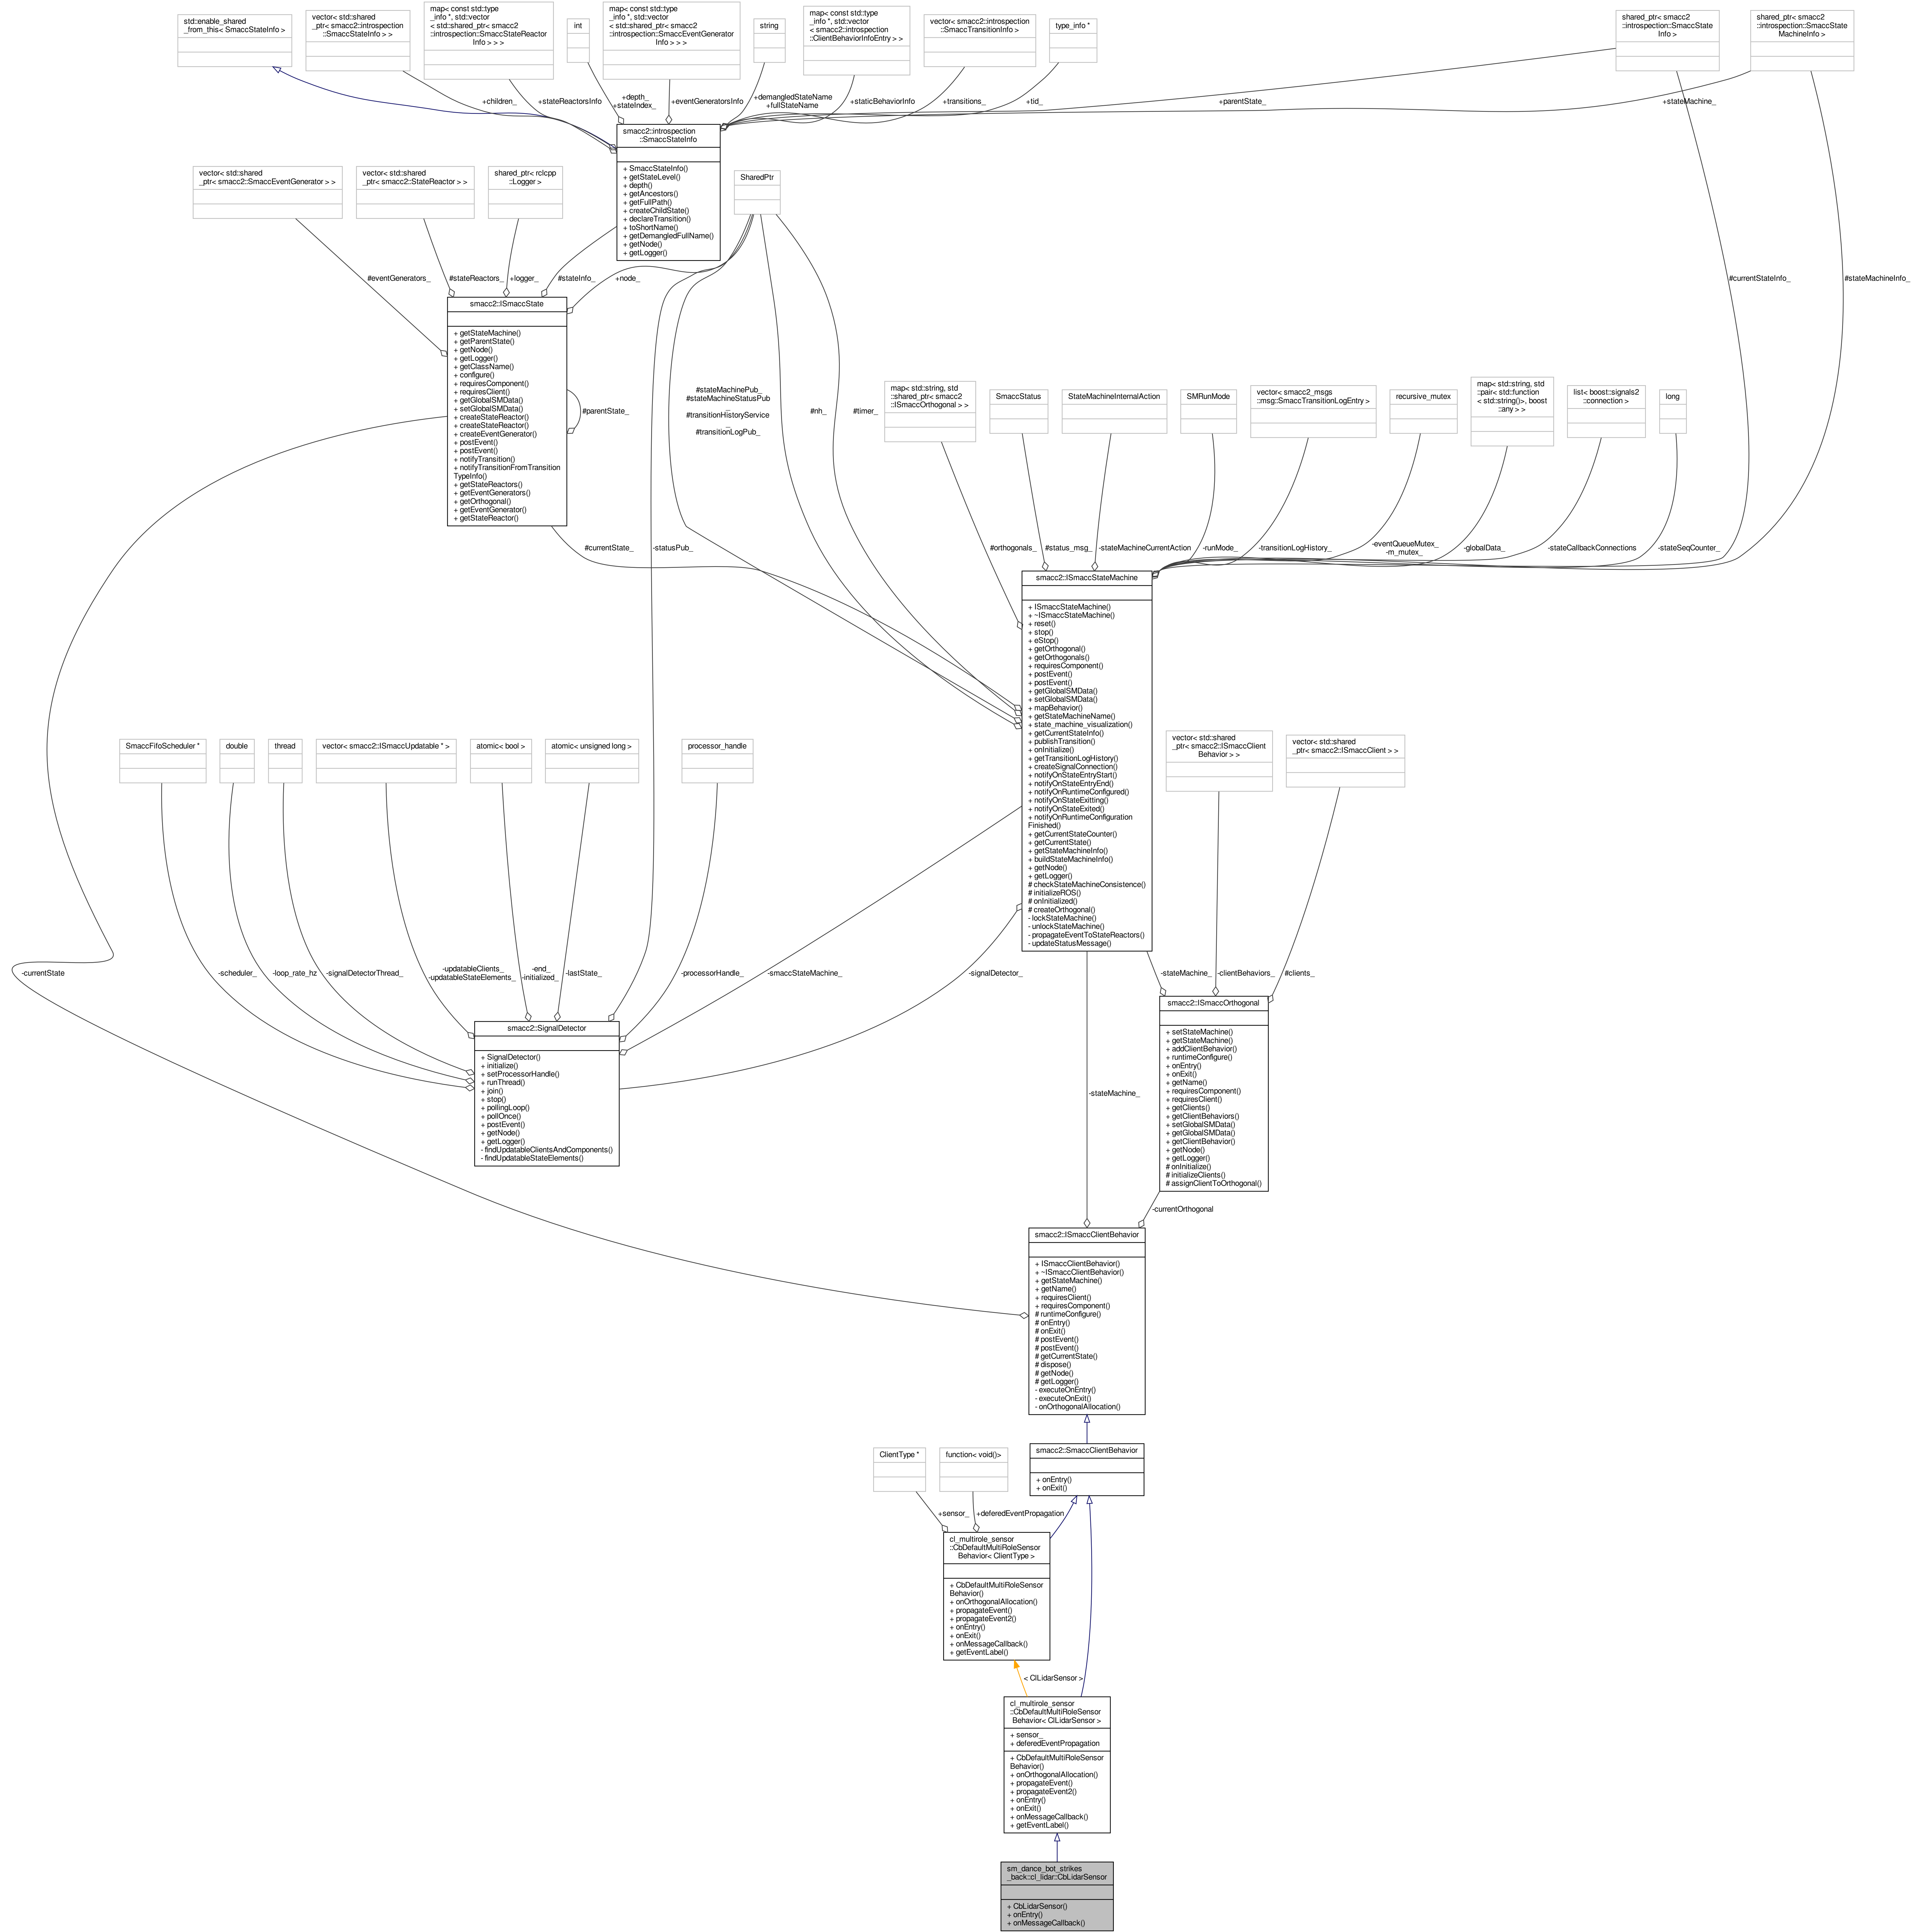 std::enable_shared
_from_this< SmaccStateInfo >
vector< std::shared
_ptr< smacc2::introspection
::SmaccStateInfo > >
map< const std::type
_info *, std::vector
< std::shared_ptr< smacc2
::introspection::SmaccStateReactor
Info > > >
int
map< const std::type
_info *, std::vector
< std::shared_ptr< smacc2
::introspection::SmaccEventGenerator
Info > > >
string
map< const std::type
_info *, std::vector
< smacc2::introspection
::ClientBehaviorInfoEntry > >
vector< smacc2::introspection
::SmaccTransitionInfo >
type_info *
shared_ptr< smacc2
::introspection::SmaccState
Info >
shared_ptr< smacc2
::introspection::SmaccState
MachineInfo >
+children_
+stateReactorsInfo
+depth_
+stateIndex_
+eventGeneratorsInfo
+demangledStateName
+fullStateName
+staticBehaviorInfo
+transitions_
+tid_
+parentState_
+stateMachine_
smacc2::introspection
::SmaccStateInfo
+ SmaccStateInfo()
+ getStateLevel()
+ depth()
+ getAncestors()
+ getFullPath()
+ createChildState()
+ declareTransition()
+ toShortName()
+ getDemangledFullName()
+ getNode()
+ getLogger()
vector< std::shared
_ptr< smacc2::SmaccEventGenerator > >
vector< std::shared
_ptr< smacc2::StateReactor > >
shared_ptr< rclcpp
::Logger >
SharedPtr
#eventGenerators_
#stateReactors_
+logger_
#stateInfo_
+node_
#currentStateInfo_
#stateMachineInfo_
smacc2::ISmaccState
+ getStateMachine()
+ getParentState()
+ getNode()
+ getLogger()
+ getClassName()
+ configure()
+ requiresComponent()
+ requiresClient()
+ getGlobalSMData()
+ setGlobalSMData()
+ createStateReactor()
+ createStateReactor()
+ createEventGenerator()
+ postEvent()
+ postEvent()
+ notifyTransition()
+ notifyTransitionFromTransition
TypeInfo()
+ getStateReactors()
+ getEventGenerators()
+ getOrthogonal()
+ getEventGenerator()
+ getStateReactor()
#parentState_
#stateMachinePub_
#stateMachineStatusPub
_
#transitionHistoryService
_
#transitionLogPub_
#nh_
#timer_
map< std::string, std
::shared_ptr< smacc2
::ISmaccOrthogonal > >
SmaccStatus
StateMachineInternalAction
SMRunMode
vector< smacc2_msgs
::msg::SmaccTransitionLogEntry >
recursive_mutex
map< std::string, std
::pair< std::function
< std::string()>, boost
::any > >
list< boost::signals2
::connection >
long
#currentState_
-statusPub_
#orthogonals_
#status_msg_
-stateMachineCurrentAction
-runMode_
-transitionLogHistory_
-eventQueueMutex_
-m_mutex_
-globalData_
-stateCallbackConnections
-stateSeqCounter_
smacc2::ISmaccStateMachine
+ ISmaccStateMachine()
+ ~ISmaccStateMachine()
+ reset()
+ stop()
+ eStop()
+ getOrthogonal()
+ getOrthogonals()
+ requiresComponent()
+ postEvent()
+ postEvent()
+ getGlobalSMData()
+ setGlobalSMData()
+ mapBehavior()
+ getStateMachineName()
+ state_machine_visualization()
+ getCurrentStateInfo()
+ publishTransition()
+ onInitialize()
+ getTransitionLogHistory()
+ createSignalConnection()
+ notifyOnStateEntryStart()
+ notifyOnStateEntryEnd()
+ notifyOnRuntimeConfigured()
+ notifyOnStateExitting()
+ notifyOnStateExited()
+ notifyOnRuntimeConfiguration
Finished()
+ getCurrentStateCounter()
+ getCurrentState()
+ getStateMachineInfo()
+ buildStateMachineInfo()
+ getNode()
+ getLogger()
# checkStateMachineConsistence()
# initializeROS()
# onInitialized()
# createOrthogonal()
- lockStateMachine()
- unlockStateMachine()
- propagateEventToStateReactors()
- updateStatusMessage()
SmaccFifoScheduler *
double
thread
vector< smacc2::ISmaccUpdatable * >
atomic< bool >
atomic< unsigned long >
processor_handle
vector< std::shared
_ptr< smacc2::ISmaccClient
Behavior > >
vector< std::shared
_ptr< smacc2::ISmaccClient > >
-currentState
-scheduler_
-loop_rate_hz
-signalDetectorThread_
-updatableClients_
-updatableStateElements_
-end_
-initialized_
-lastState_
-processorHandle_
-smaccStateMachine_
-signalDetector_
-stateMachine_
-clientBehaviors_
#clients_
smacc2::SignalDetector
+ SignalDetector()
+ initialize()
+ setProcessorHandle()
+ runThread()
+ join()
+ stop()
+ pollingLoop()
+ pollOnce()
+ postEvent()
+ getNode()
+ getLogger()
- findUpdatableClientsAndComponents()
- findUpdatableStateElements()
smacc2::ISmaccOrthogonal
+ setStateMachine()
+ getStateMachine()
+ addClientBehavior()
+ runtimeConfigure()
+ onEntry()
+ onExit()
+ getName()
+ requiresComponent()
+ requiresClient()
+ getClients()
+ getClientBehaviors()
+ setGlobalSMData()
+ getGlobalSMData()
+ getClientBehavior()
+ getNode()
+ getLogger()
# onInitialize()
# initializeClients()
# assignClientToOrthogonal()
-stateMachine_
-currentOrthogonal
smacc2::ISmaccClientBehavior
+ ISmaccClientBehavior()
+ ~ISmaccClientBehavior()
+ getStateMachine()
+ getName()
+ requiresClient()
+ requiresComponent()
# runtimeConfigure()
# onEntry()
# onExit()
# postEvent()
# postEvent()
# getCurrentState()
# dispose()
# getNode()
# getLogger()
- executeOnEntry()
- executeOnExit()
- onOrthogonalAllocation()
ClientType *
function< void()>
smacc2::SmaccClientBehavior
+ onEntry()
+ onExit()
+sensor_
+deferedEventPropagation
cl_multirole_sensor
::CbDefaultMultiRoleSensor
Behavior< ClientType >
+ CbDefaultMultiRoleSensor
Behavior()
+ onOrthogonalAllocation()
+ propagateEvent()
+ propagateEvent2()
+ onEntry()
+ onExit()
+ onMessageCallback()
+ getEventLabel()
< ClLidarSensor >
cl_multirole_sensor
::CbDefaultMultiRoleSensor
Behavior< ClLidarSensor >
+ sensor_
+ deferedEventPropagation
+ CbDefaultMultiRoleSensor
Behavior()
+ onOrthogonalAllocation()
+ propagateEvent()
+ propagateEvent2()
+ onEntry()
+ onExit()
+ onMessageCallback()
+ getEventLabel()
sm_dance_bot_strikes
_back::cl_lidar::CbLidarSensor
+ CbLidarSensor()
+ onEntry()
+ onMessageCallback()